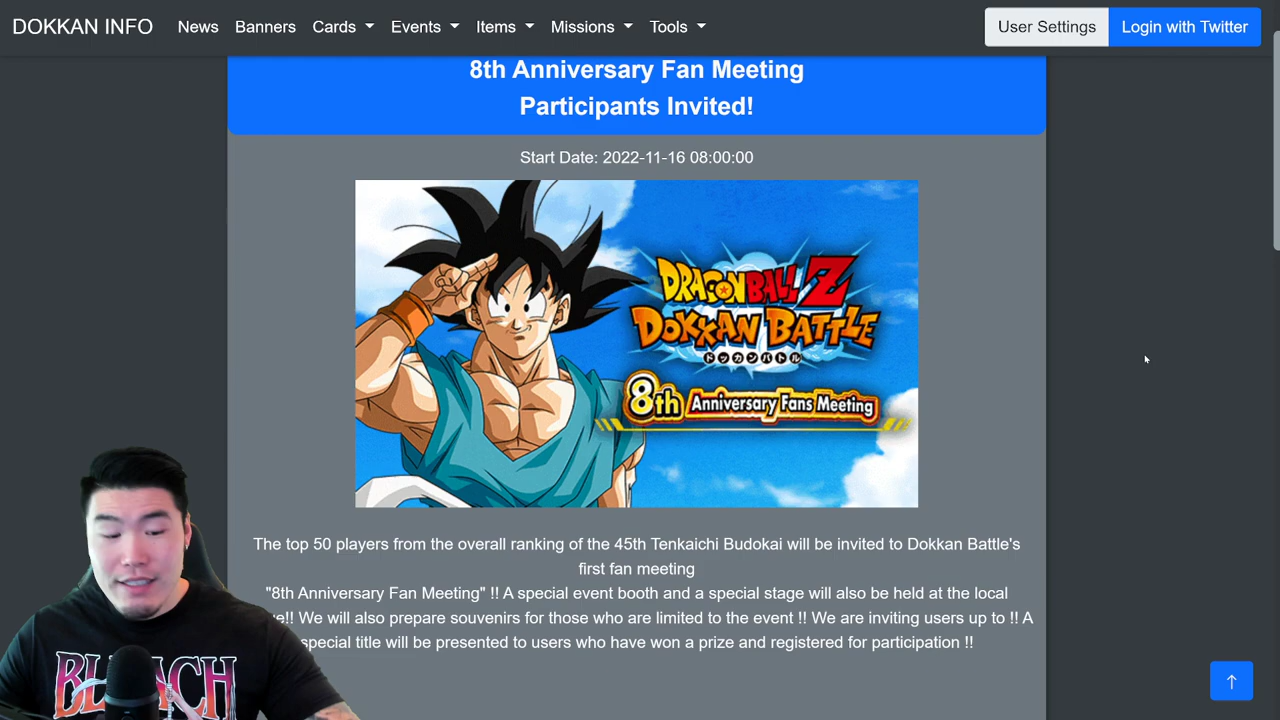 DOKKAN INFO News Banners Cards Events Items Missions Tools User Settings Login with Twitter
8th Anniversary Fan Meeting
Participants Invited!
Start Date: 2022-11-16 08:00:00
DRAGON BALL Z
DOKKAN BATTLE
ドッカンバトル
8th Anniversary Fans Meeting
The top 50 players from the overall ranking of the 45th Tenkaichi Budokai will be invited to Dokkan Battle's
first fan meeting
"8th Anniversary Fan Meeting" !! A special event booth and a special stage will also be held at the local
!! We will also prepare souvenirs for those who are limited to the event !! We are inviting users up to !! A
special title will be presented to users who have won a prize and registered for participation !!
BLEACH